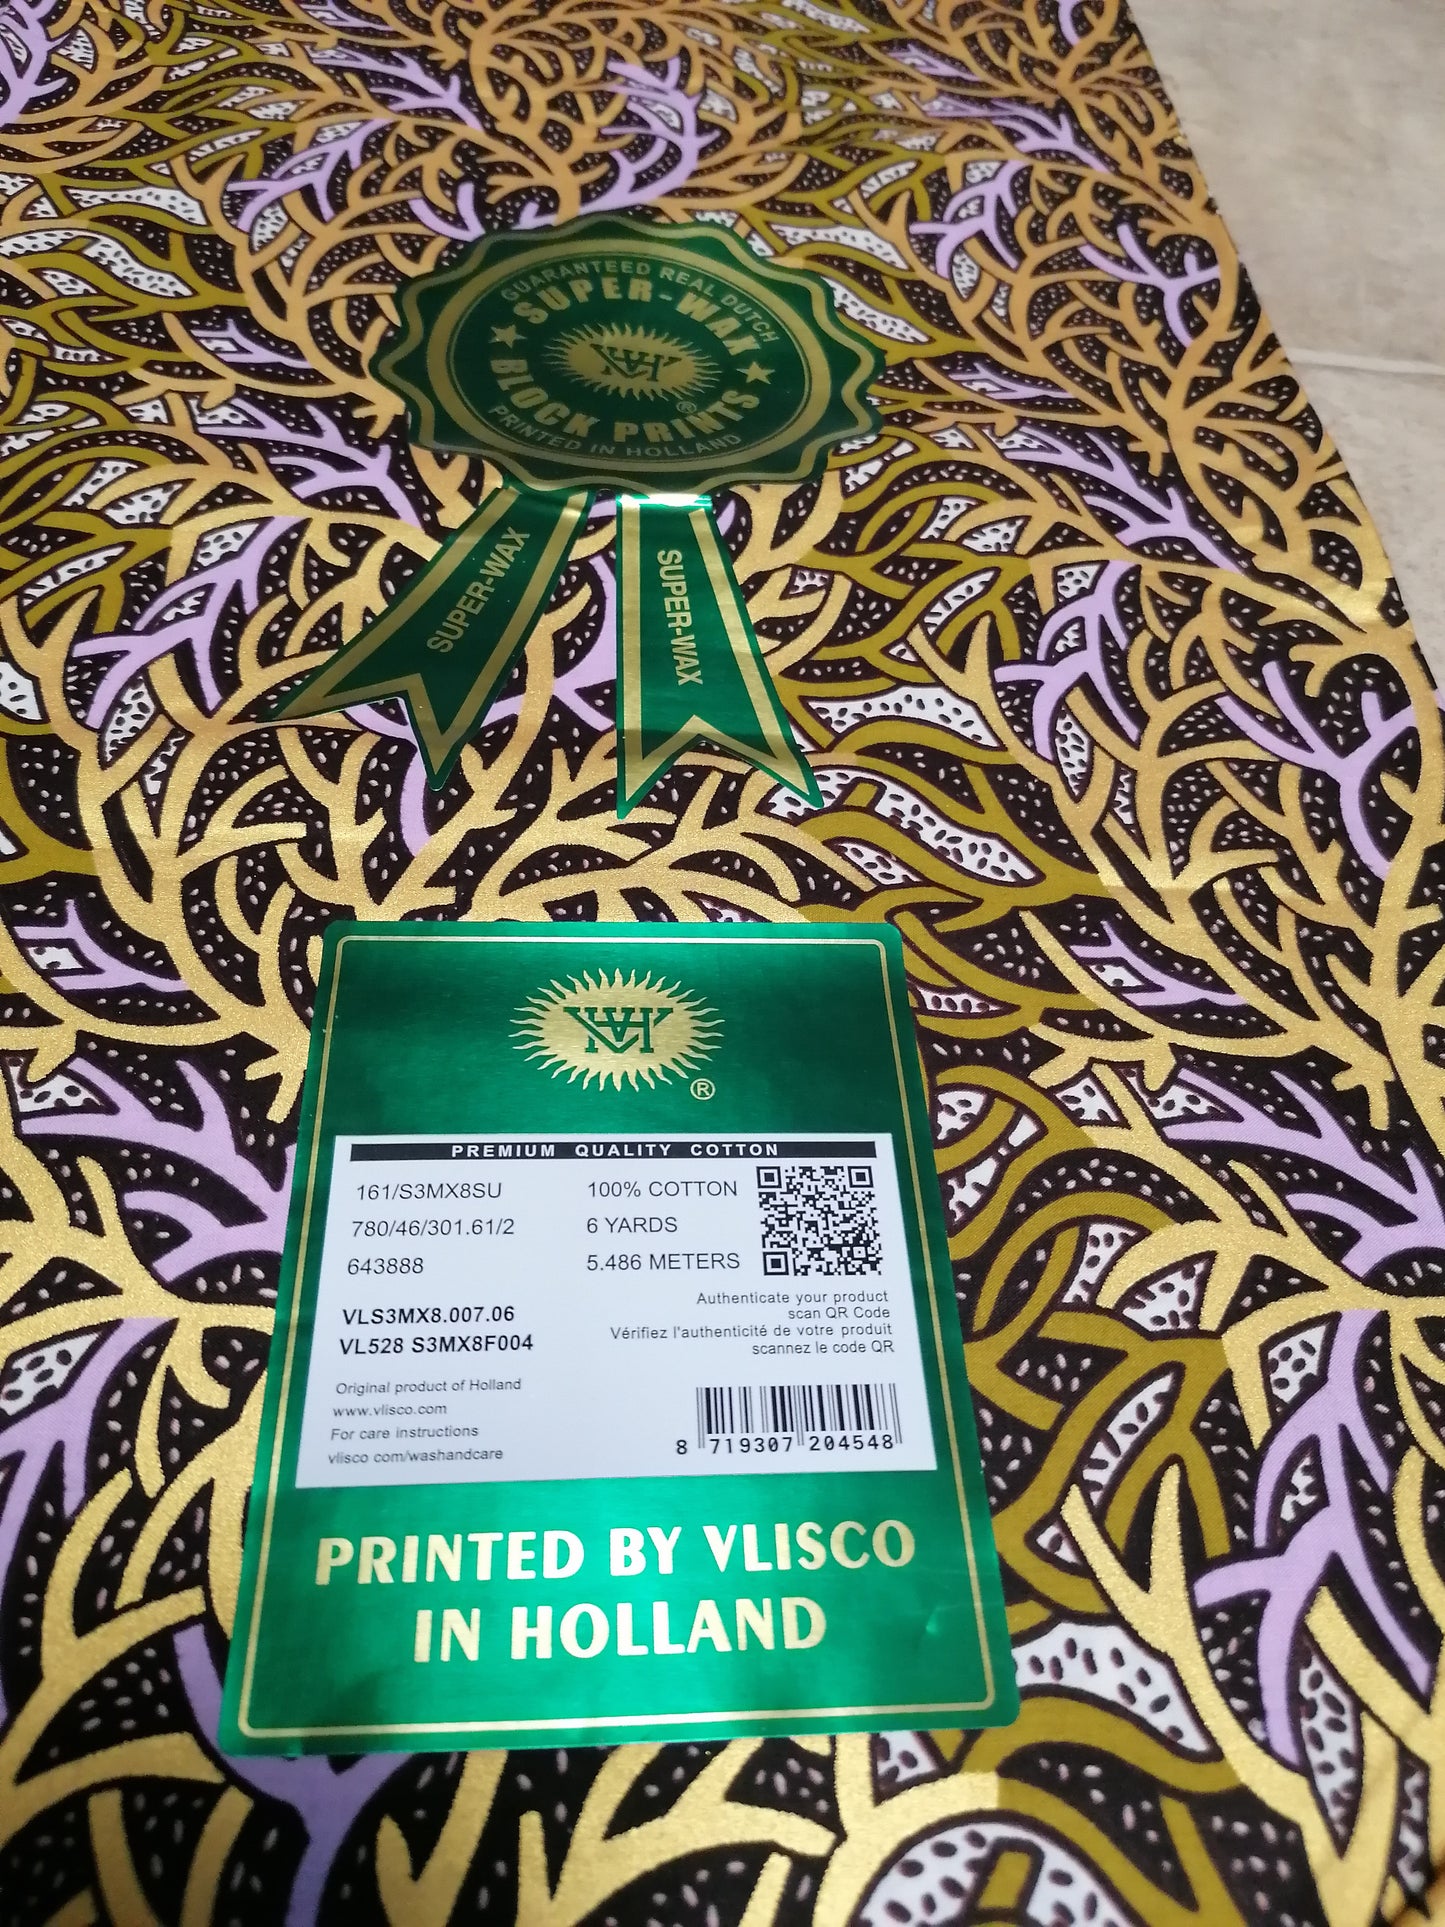 GUARANTEED REAL DUTCH
SUPER-WAX
BLOCK PRINTS
®
PRINTED IN HOLLAND
SUPER-WAX
SUPER-WAX
®
PREMIUM QUALITY COTTON
161/S3MX8SU
780/46/301.61/2
643888
100% COTTON
6 YARDS
5.486 METERS
VLS3MX8.007.06
VL528 S3MX8F004
Authenticate your product
scan QR Code
Vérifiez l'authenticité de votre produit
scannez le code QR
Original product of Holland
www.vlisco.com
For care instructions
vlisco com/washandcare
8 719307 204548
PRINTED BY VLISCO
IN HOLLAND